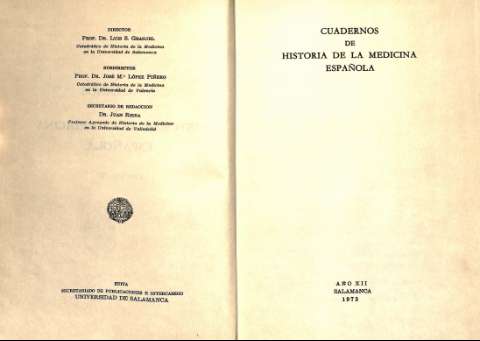 DIRECTOR
PROF. DR. LUIS S. GRANJEL
Catedrático de Historia de la Medicina
en la Universidad de Salamanca
SUBDIRECTOR
PROF. DR. JOSÉ Mª LÓPEZ PIÑERO
Catedrático de Historia de la Medicina
en la Universidad de Valencia
SECRETARIO DE REDACCION
DR. JUAN RIERA
Profesor Agregado de Historia de la Medicina
en la Universidad de Valladolid
EDITA
SECRETARIADO DE PUBLICACIONES E INTERCAMBIO
UNIVERSIDAD DE SALAMANCA
CUADERNOS
DE
HISTORIA DE LA MEDICINA
ESPAÑOLA
AÑO XII
SALAMANCA
1973